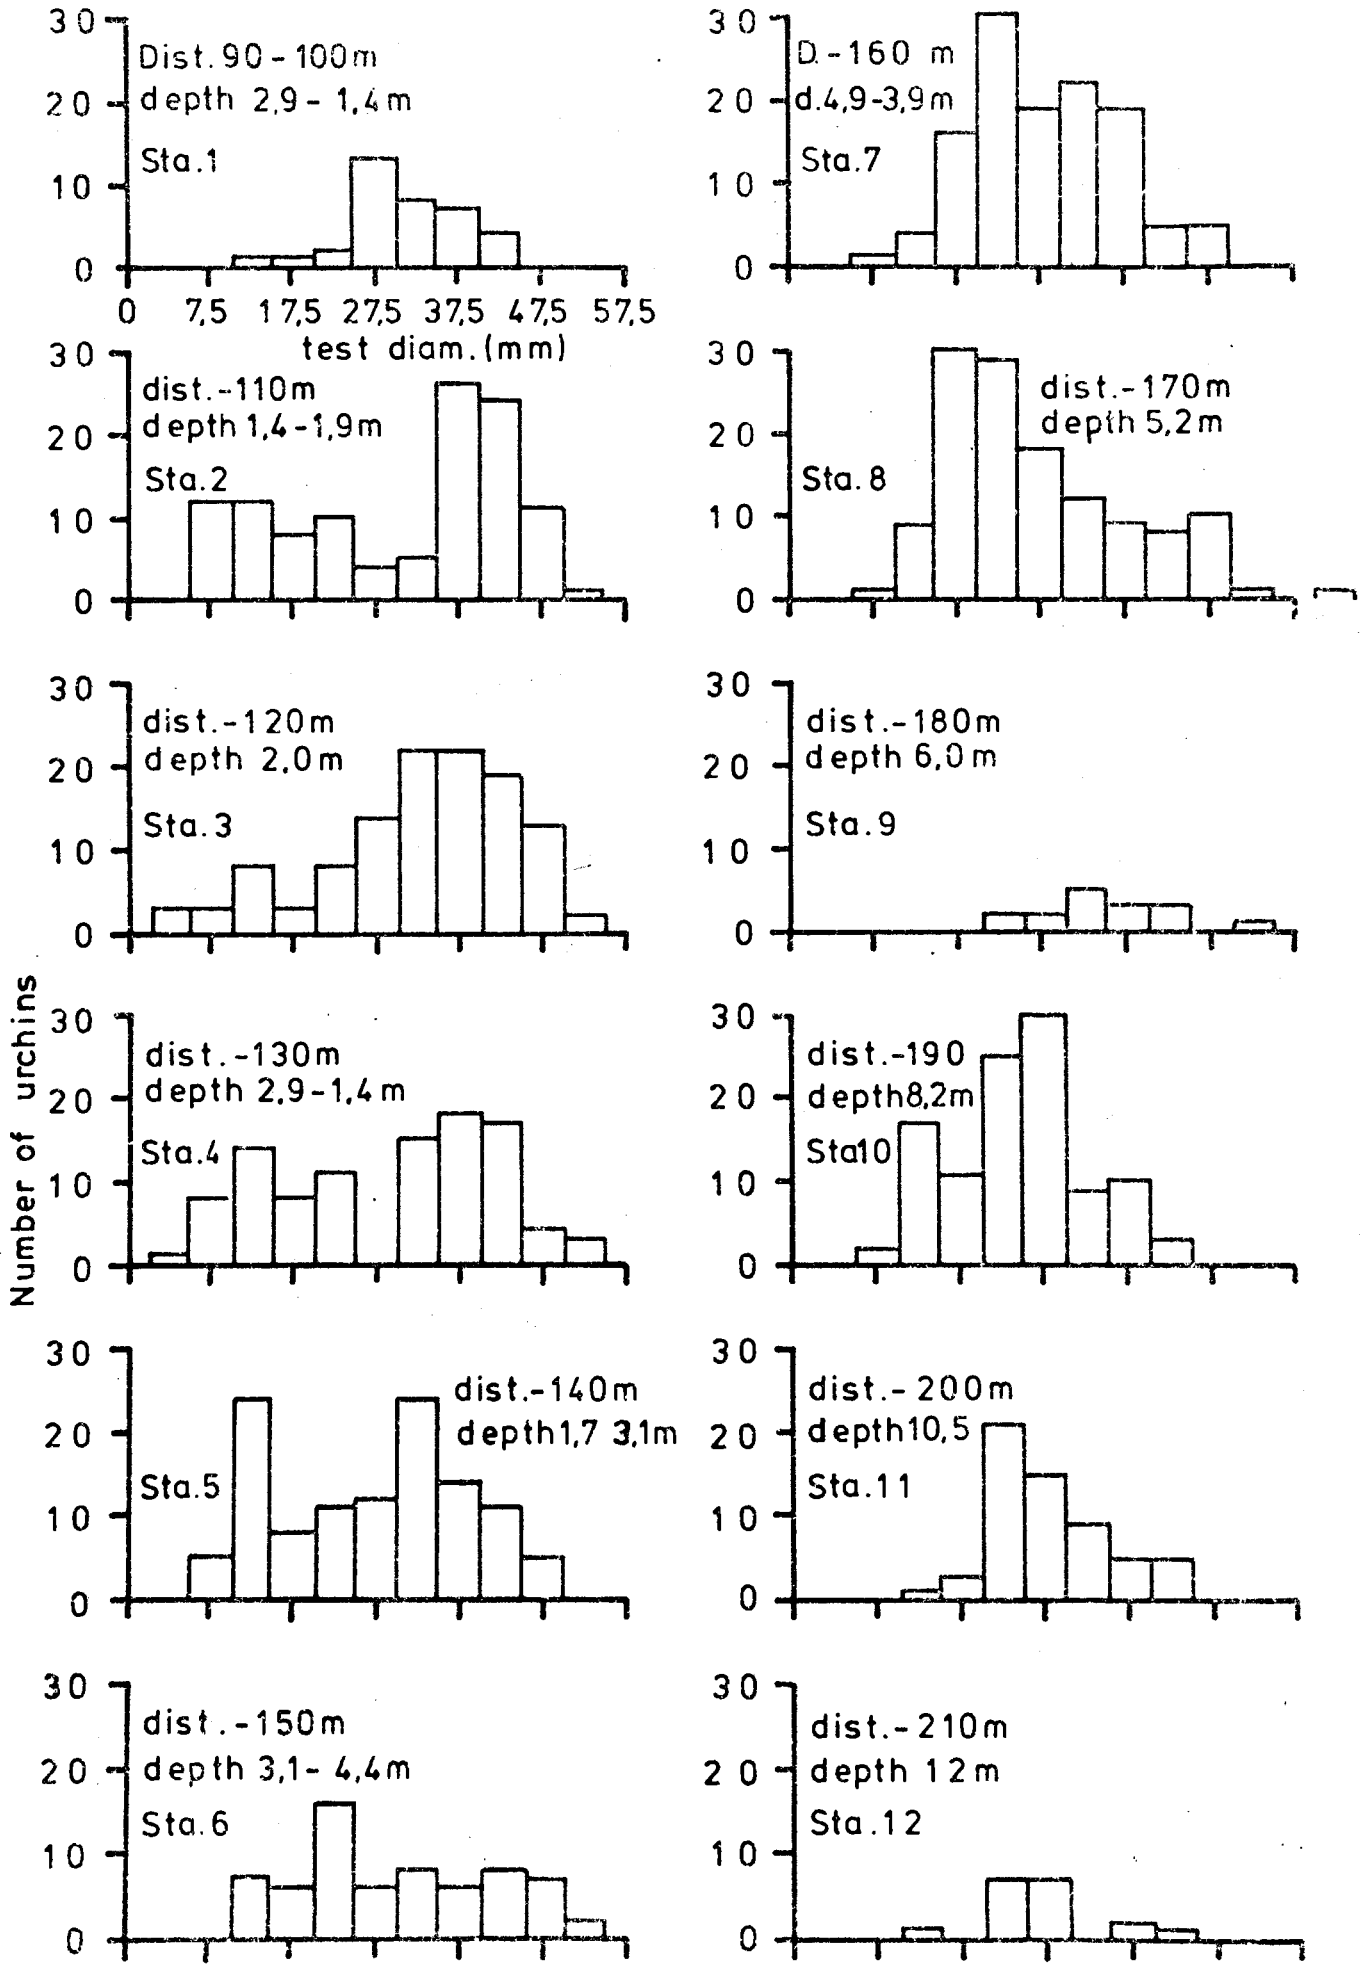 Number of urchins
30
20
10
0
Dist. 90-100m
depth 2,9-1,4m
Sta.1
0 7,5 17,5 27,5 37,5 47,5 57,5
test diam.(mm)
30
20
10
0
dist.-110m
depth 1,4-1,9m
Sta.2
30
20
10
0
dist.-120m
depth 2,0m
Sta.3
30
20
10
0
dist.-130m
depth 2,9-1,4m
Sta.4
30
20
10
0
dist.-140m
depth1,7 3,1m
Sta.5
30
20
10
0
dist.-150m
depth 3,1-4,4m
Sta.6
30
20
10
0
D.-160 m
d.4,9-3,9m
Sta.7
30
20
10
0
dist.-170m
depth 5,2m
Sta.8
30
20
10
0
dist.-180m
depth 6,0m
Sta.9
30
20
10
0
dist.-190
depth8,2m
Sta10
30
20
10
0
dist.-200m
depth10,5
Sta.11
30
20
10
0
dist.-210m
depth 12m
Sta.12